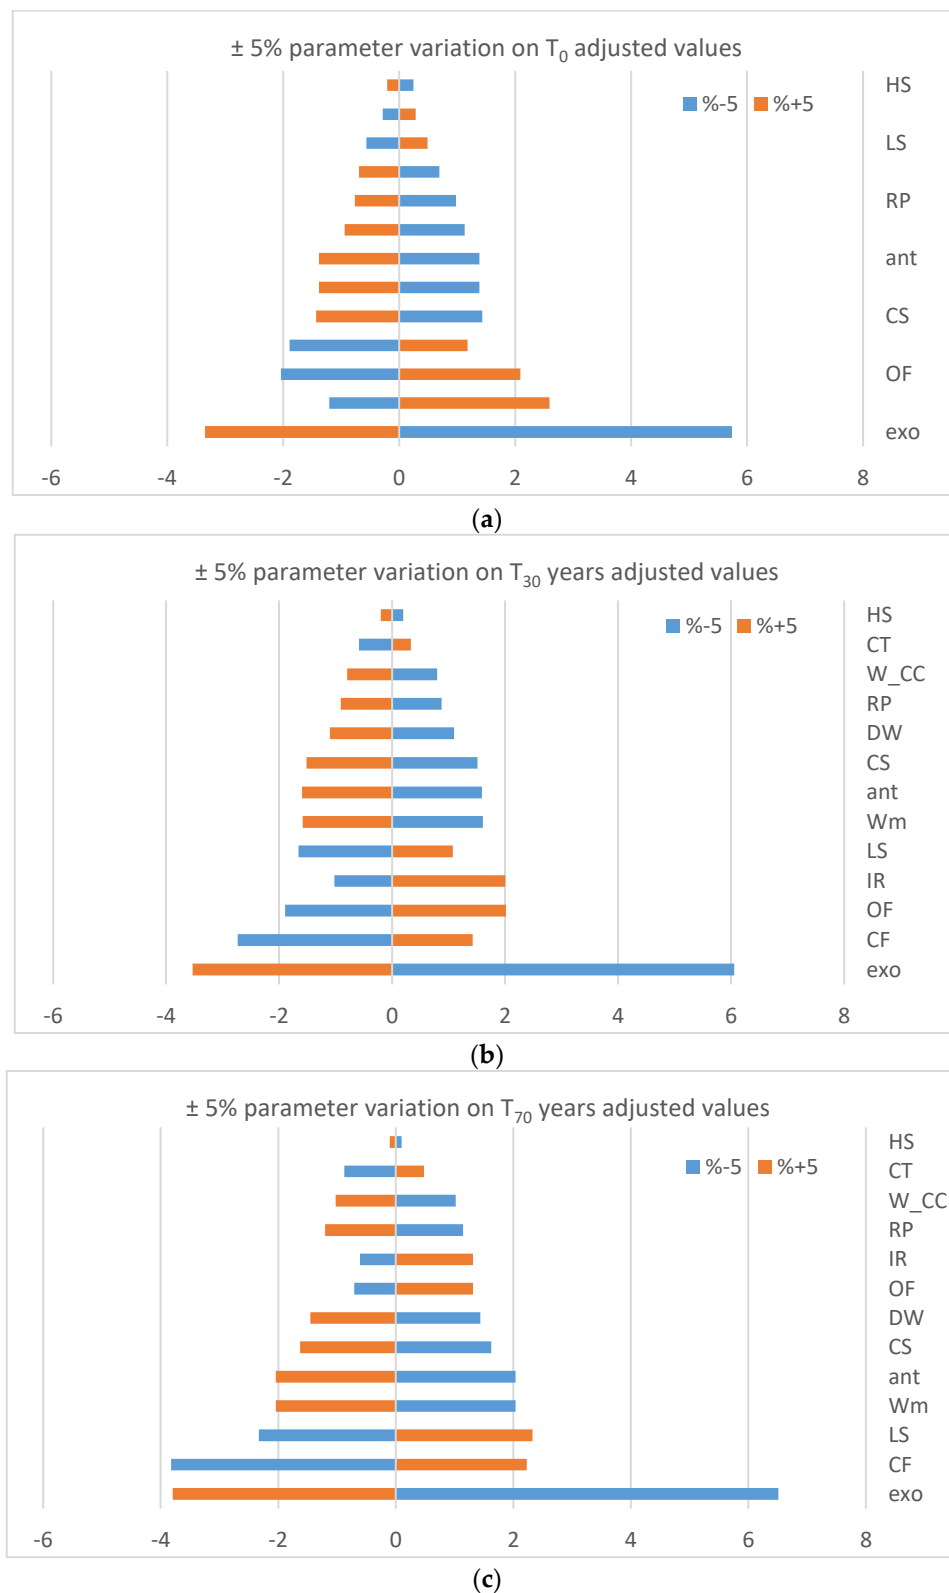 ± 5% parameter variation on T₀ adjusted values
%-5 %+5
HS
LS
RP
ant
CS
OF
exo
-6 -4 -2 0 2 4 6 8
(a)
± 5% parameter variation on T₃₀ years adjusted values
%-5 %+5
HS
CT
W_CC
RP
DW
CS
ant
Wm
LS
IR
OF
CF
exo
-6 -4 -2 0 2 4 6 8
(b)
± 5% parameter variation on T₇₀ years adjusted values
%-5 %+5
HS
CT
W_CC
RP
IR
OF
DW
CS
ant
Wm
LS
CF
exo
-6 -4 -2 0 2 4 6 8
(c)